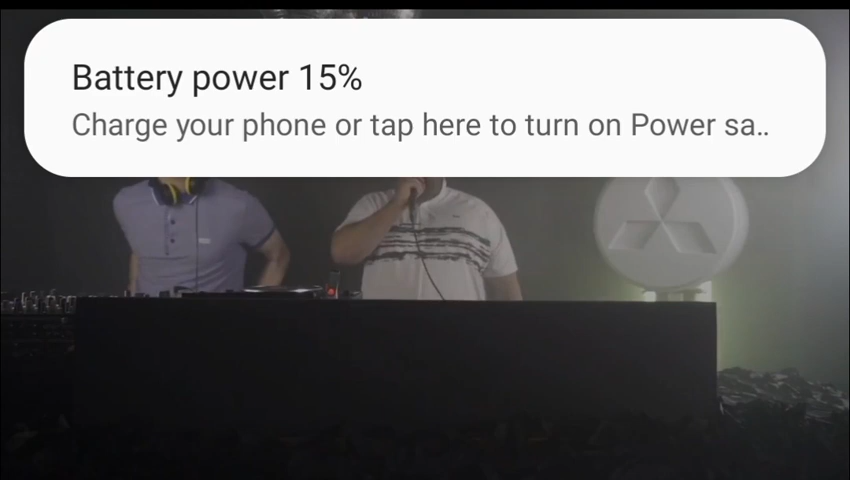 Battery power 15%
Charge your phone or tap here to turn on Power sa..